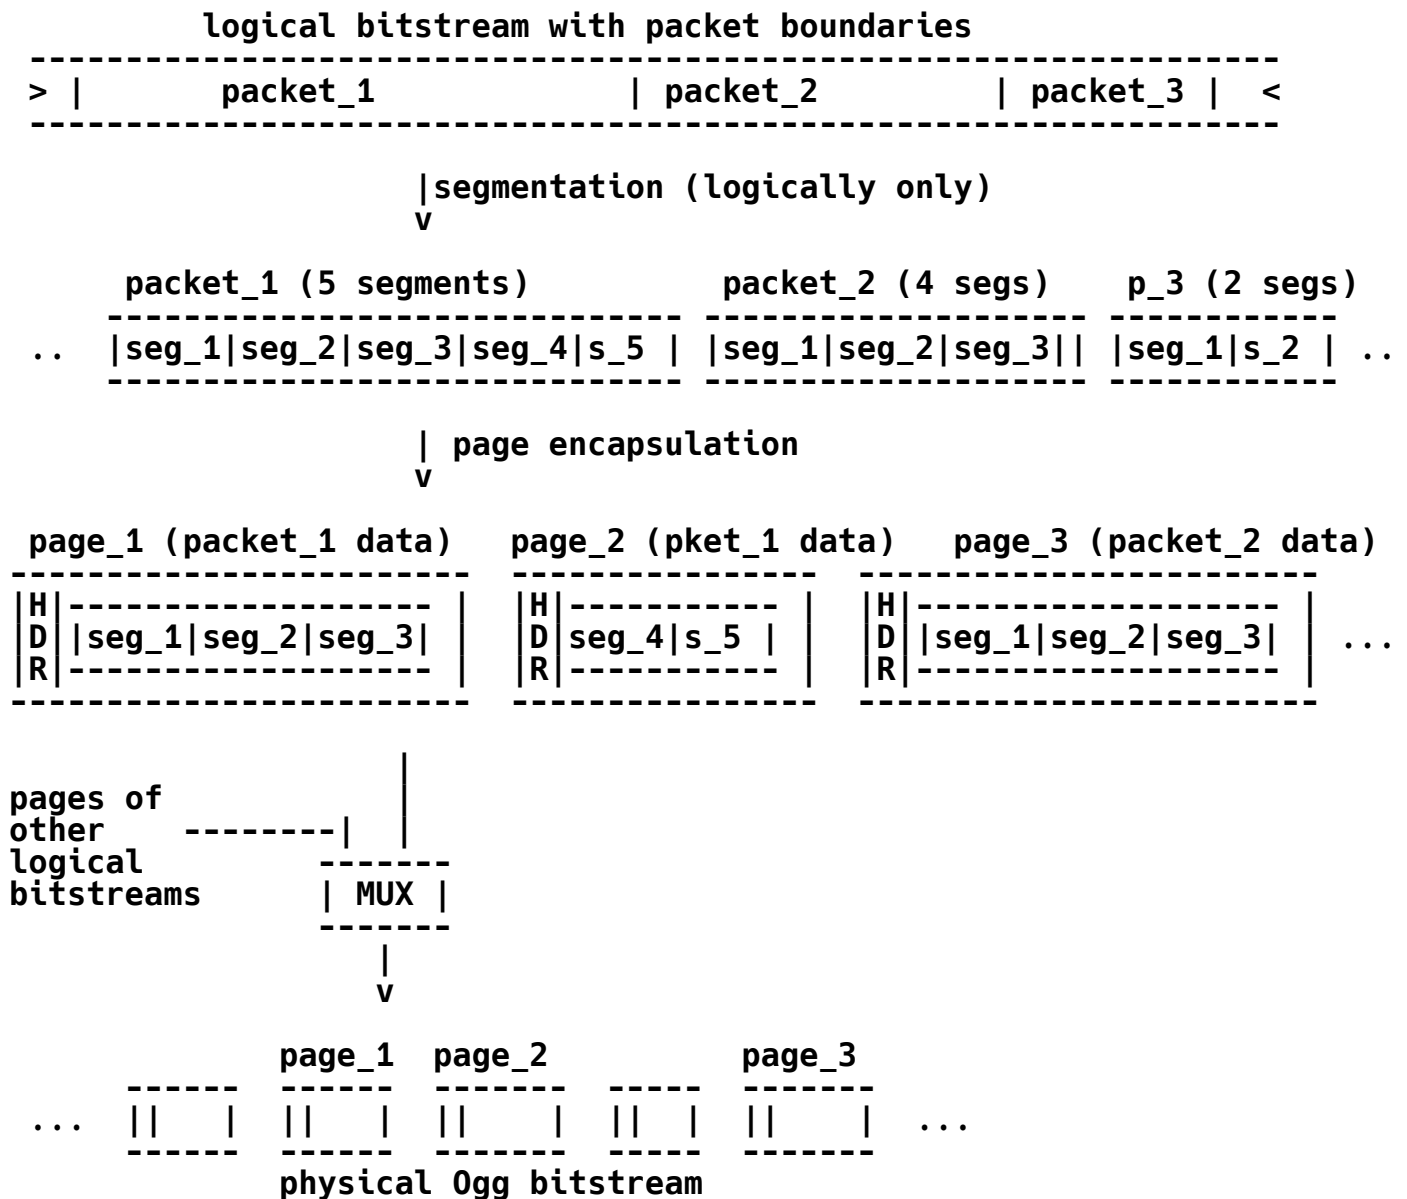 logical bitstream with packet boundaries
-----------------------------------------------------------------
> |       packet_1             | packet_2         | packet_3 |  <
-----------------------------------------------------------------
|segmentation (logically only)
v
packet_1 (5 segments)          packet_2 (4 segs)    p_3 (2 segs)
------------------------------ -------------------- ------------
..  |seg_1|seg_2|seg_3|seg_4|s_5 | |seg_1|seg_2|seg_3|| |seg_1|s_2 | ..
------------------------------ -------------------- ------------
| page encapsulation
v
page_1 (packet_1 data)   page_2 (pket_1 data)   page_3 (packet_2 data)
------------------------  ----------------  ------------------------
|H|------------------- |  |H|----------- |  |H|------------------- |
|D||seg_1|seg_2|seg_3| |  |D|seg_4|s_5 | |  |D||seg_1|seg_2|seg_3| | ...
|R|------------------- |  |R|----------- |  |R|------------------- |
------------------------  ----------------  ------------------------
|
pages of            |
other    --------|  |
logical         -------
bitstreams      | MUX |
-------
|
v
page_1  page_2          page_3
------  ------  -------  -----  -------
...  ||   |  ||   |  ||    |  ||  |  ||    |  ...
------  ------  -------  -----  -------
physical Ogg bitstream